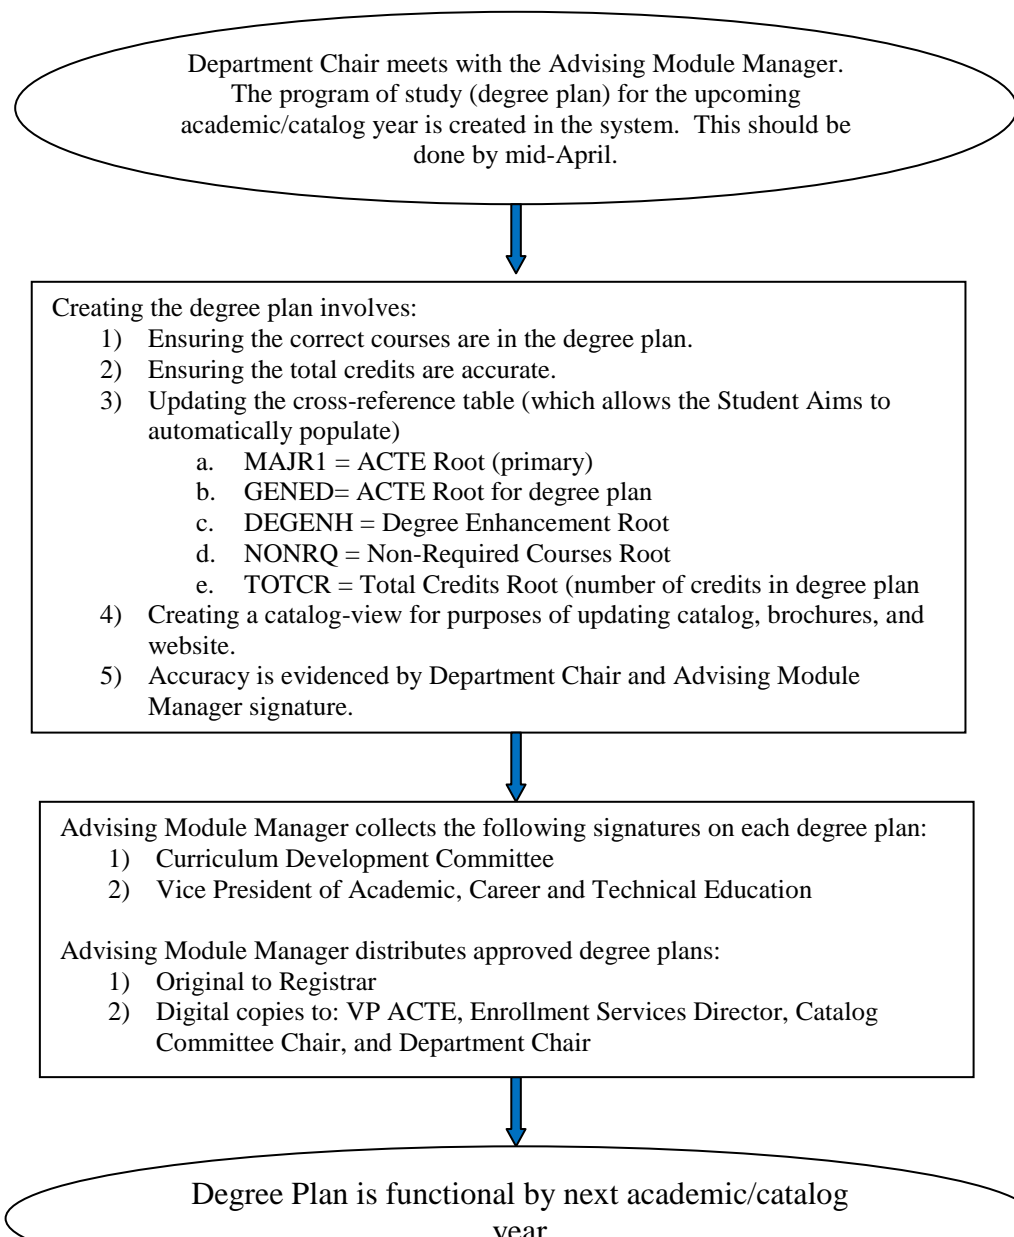 Department Chair meets with the Advising Module Manager.
The program of study (degree plan) for the upcoming
academic/catalog year is created in the system.  This should be
done by mid-April.
Creating the degree plan involves:
1) Ensuring the correct courses are in the degree plan.
2) Ensuring the total credits are accurate.
3) Updating the cross-reference table (which allows the Student Aims to
automatically populate)
a. MAJR1 = ACTE Root (primary)
b. GENED= ACTE Root for degree plan
c. DEGENH = Degree Enhancement Root
d. NONRQ = Non-Required Courses Root
e. TOTCR = Total Credits Root (number of credits in degree plan
4) Creating a catalog-view for purposes of updating catalog, brochures, and
website.
5) Accuracy is evidenced by Department Chair and Advising Module
Manager signature.
Advising Module Manager collects the following signatures on each degree plan:
1) Curriculum Development Committee
2) Vice President of Academic, Career and Technical Education
Advising Module Manager distributes approved degree plans:
1) Original to Registrar
2) Digital copies to: VP ACTE, Enrollment Services Director, Catalog
Committee Chair, and Department Chair
Degree Plan is functional by next academic/catalog
year